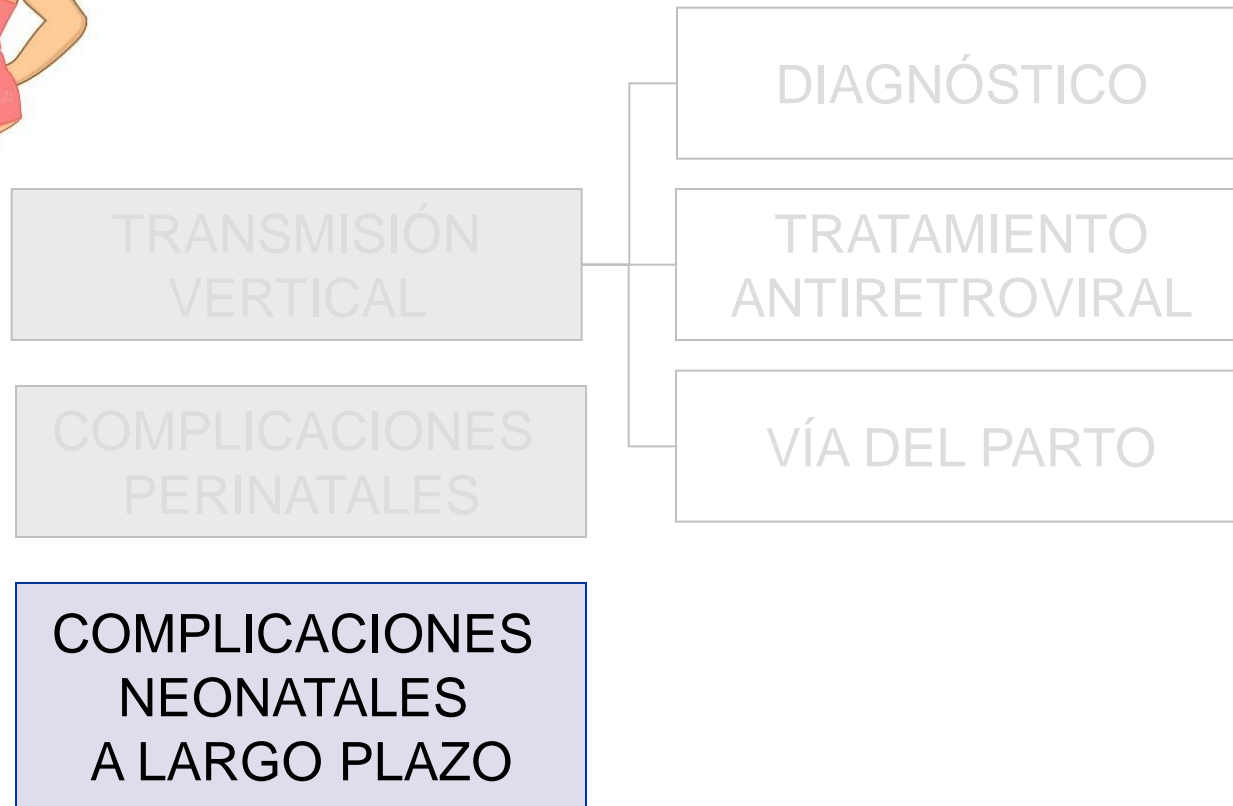 DIAGNÓSTICO
TRANSMISIÓN
VERTICAL
TRATAMIENTO
ANTIRETROVIRAL
VÍA DEL PARTO
COMPLICACIONES
PERINATALES
COMPLICACIONES
NEONATALES
A LARGO PLAZO